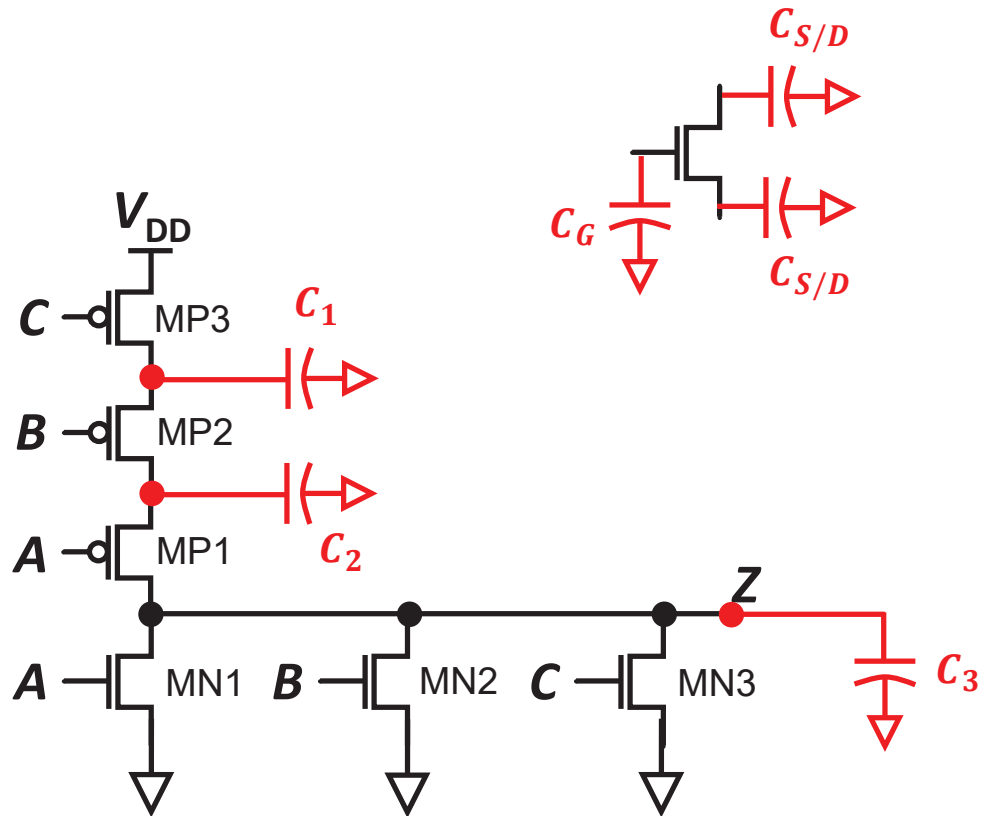 C_S/D
C_G
C_S/D
V_DD
C MP3
C_1
B MP2
A MP1
C_2
Z
A MN1
B MN2
C MN3
C_3